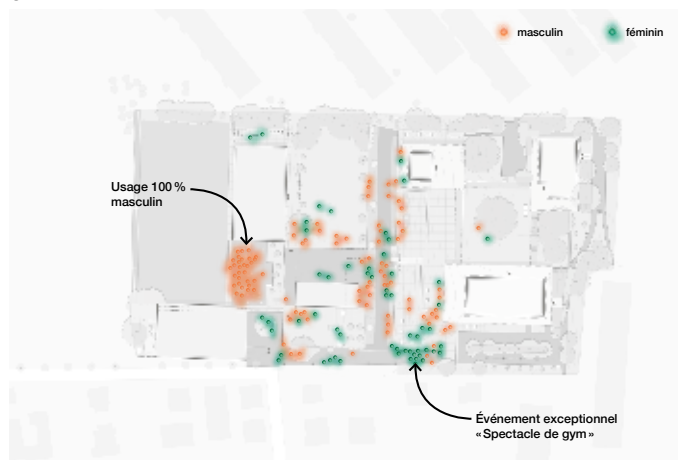 masculin
féminin
Usage 100 %
masculin
Événement exceptionnel
«Spectacle de gym»